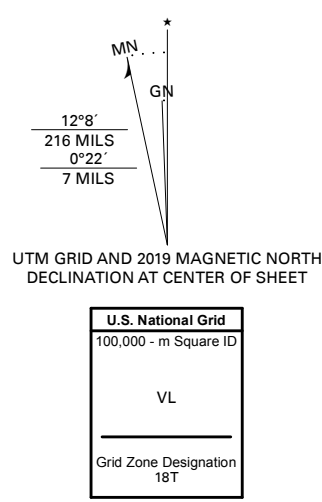 ★
MN
GN
12°8´
216 MILS
0°22´
7 MILS
UTM GRID AND 2019 MAGNETIC NORTH
DECLINATION AT CENTER OF SHEET
U.S. National Grid
100,000 - m Square ID
VL
Grid Zone Designation
18T